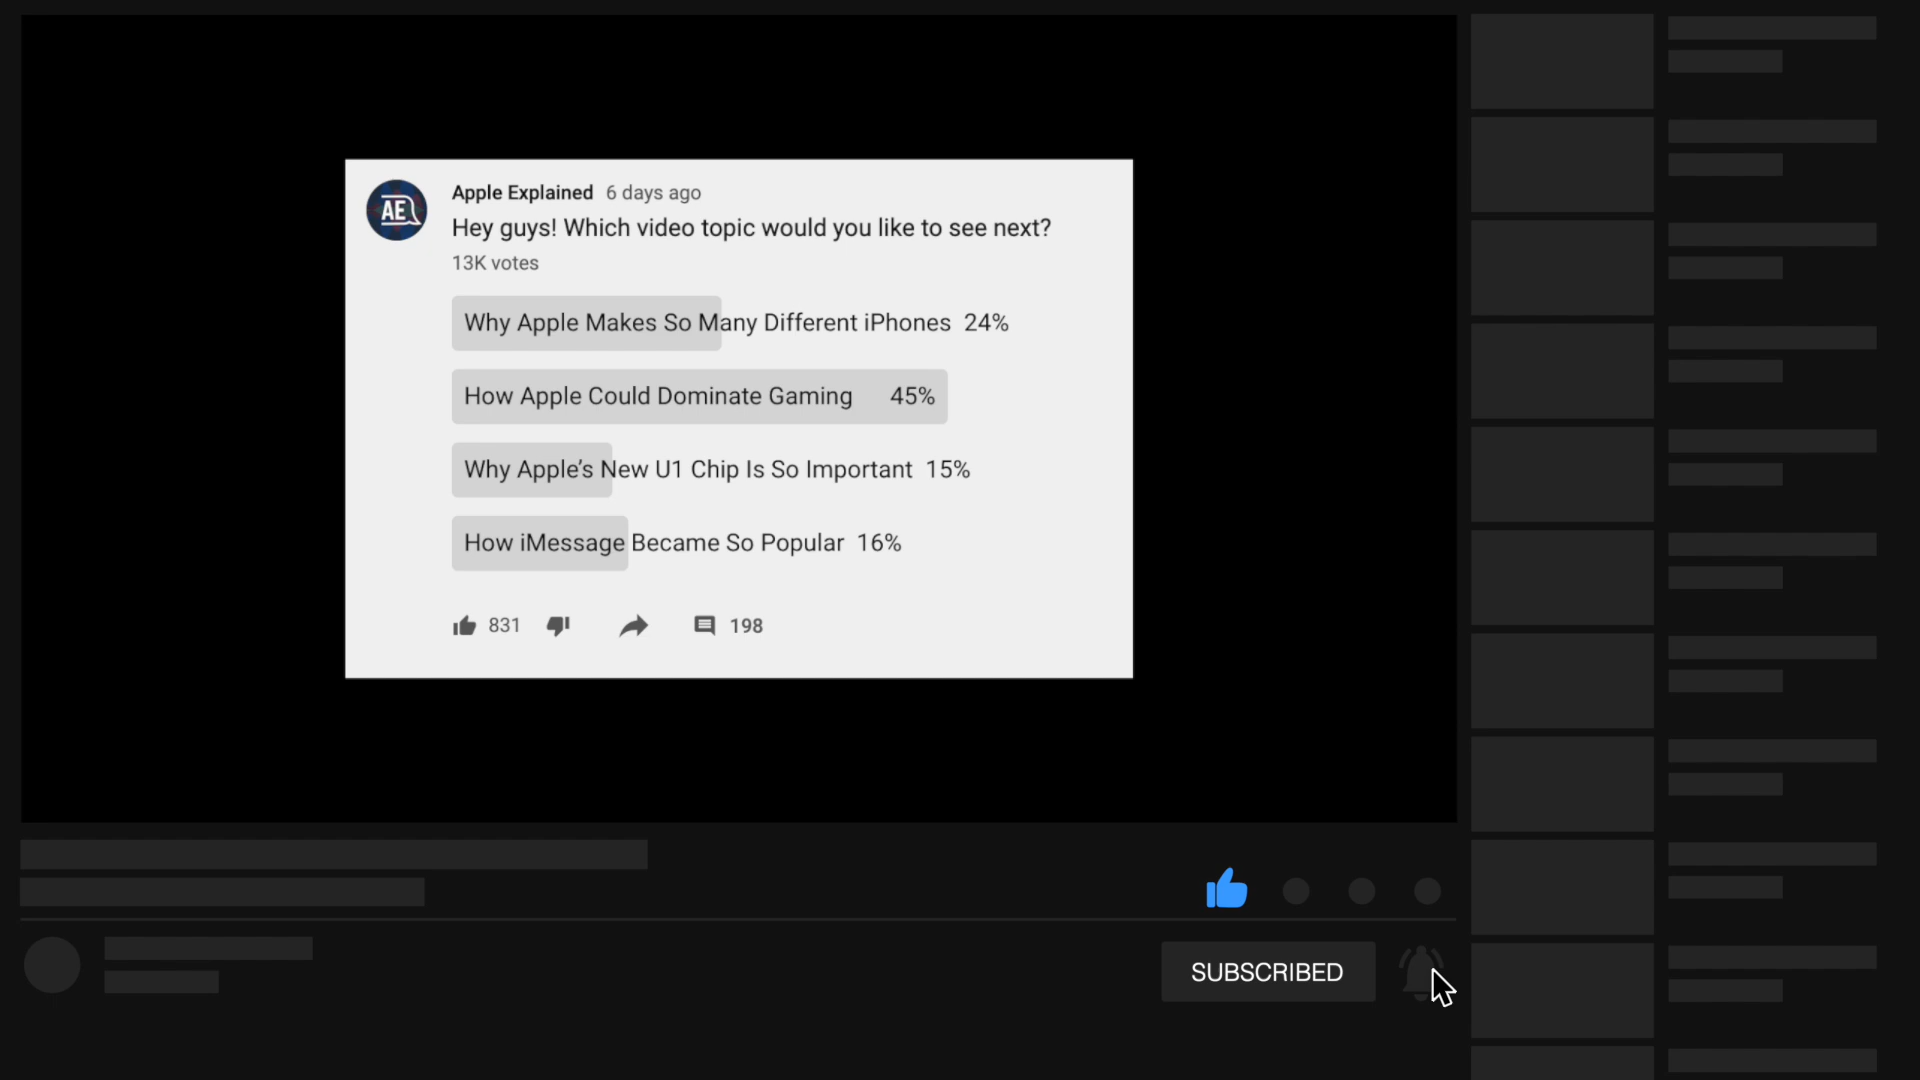 AE
Apple Explained 6 days ago
Hey guys! Which video topic would you like to see next?
13K votes
Why Apple Makes So Many Different iPhones 24%
How Apple Could Dominate Gaming 45%
Why Apple’s New U1 Chip Is So Important 15%
How iMessage Became So Popular 16%
831 198
SUBSCRIBED